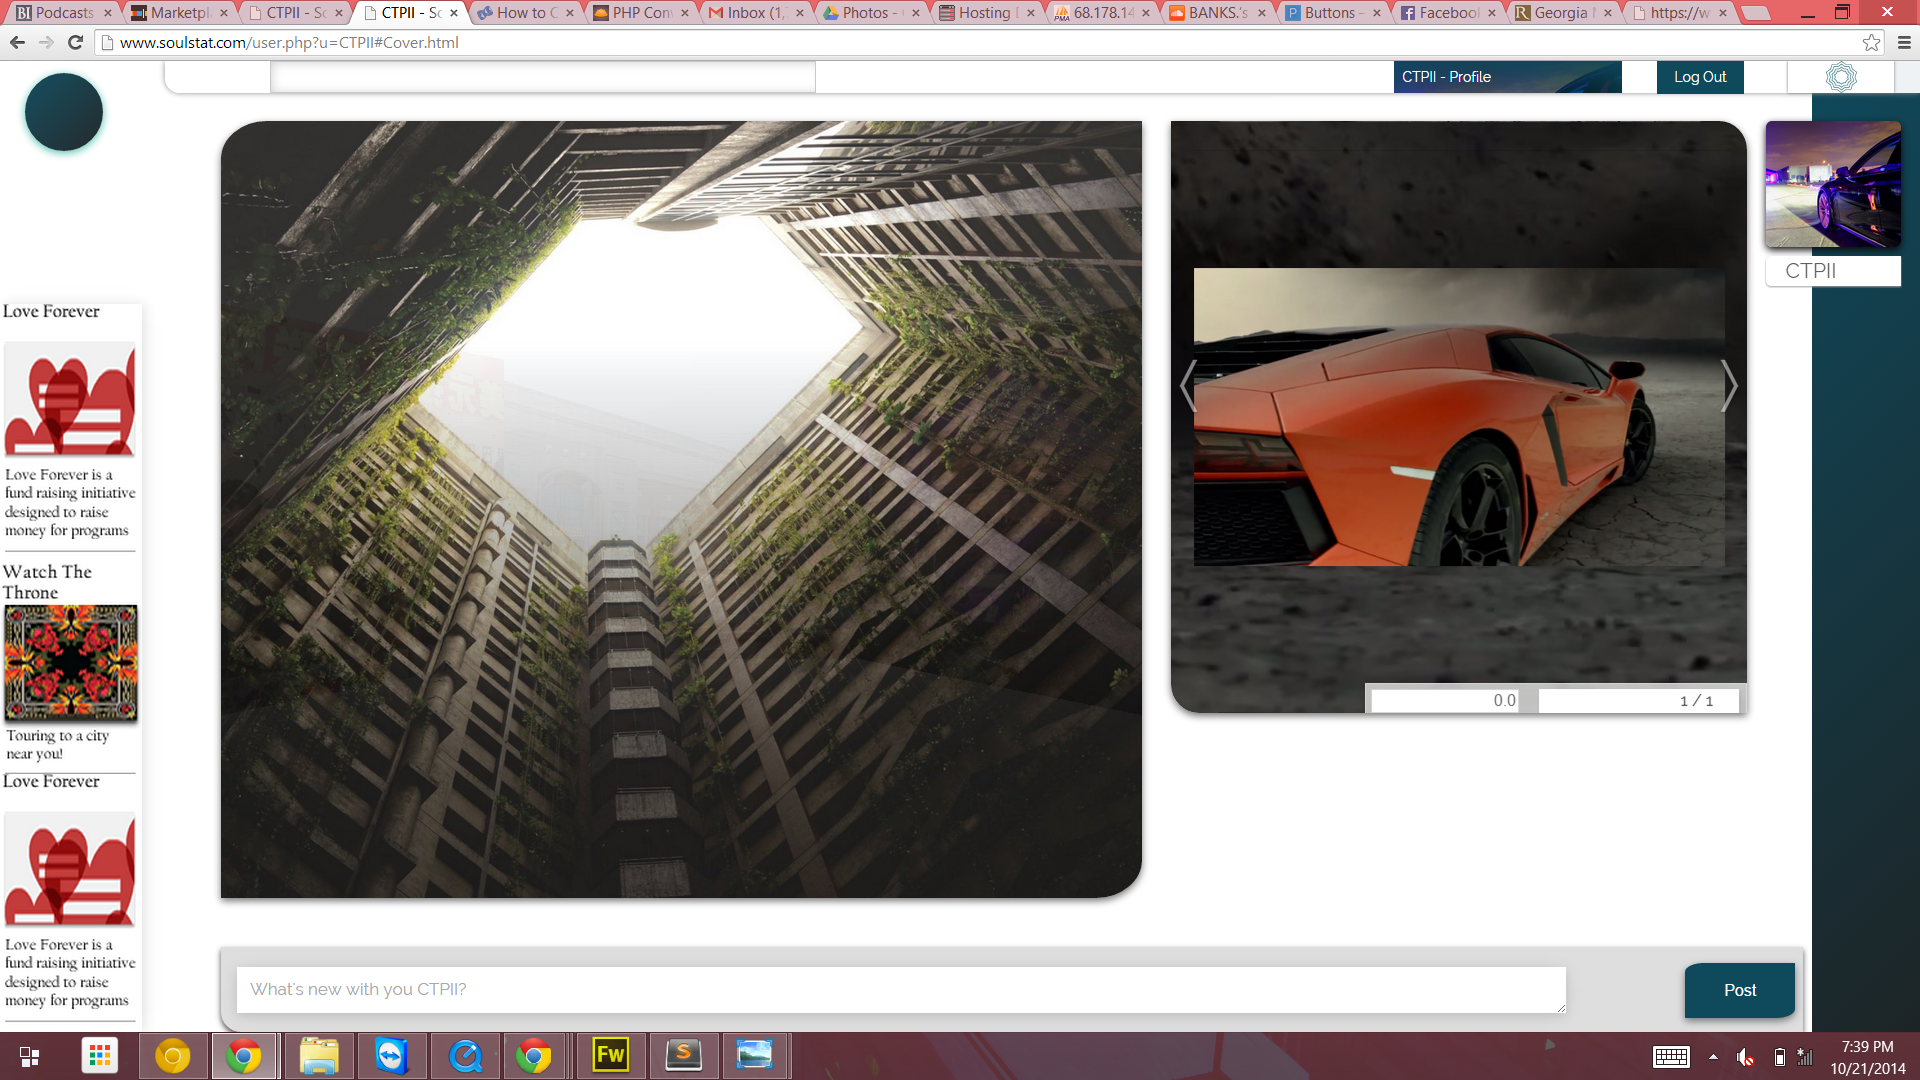 Podcasts
Marketpl
CTPII - So
CTPII - So
How to C
PHP Con
Inbox (1,
Photos -
Hosting
68.178.14
BANKS.'s
Buttons -
Facebook
Georgia
https://w
www.soulstat.com/user.php?u=CTPII#Cover.html
CTPII - Profile
Log Out
CTPII
Love Forever
Love Forever is a
fund raising initiative
designed to raise
money for programs
Watch The
Throne
Touring to a city
near you!
Love Forever
Love Forever is a
fund raising initiative
designed to raise
money for programs
0.0
1 / 1
What's new with you CTPII?
Post
Fw
7:39 PM
10/21/2014